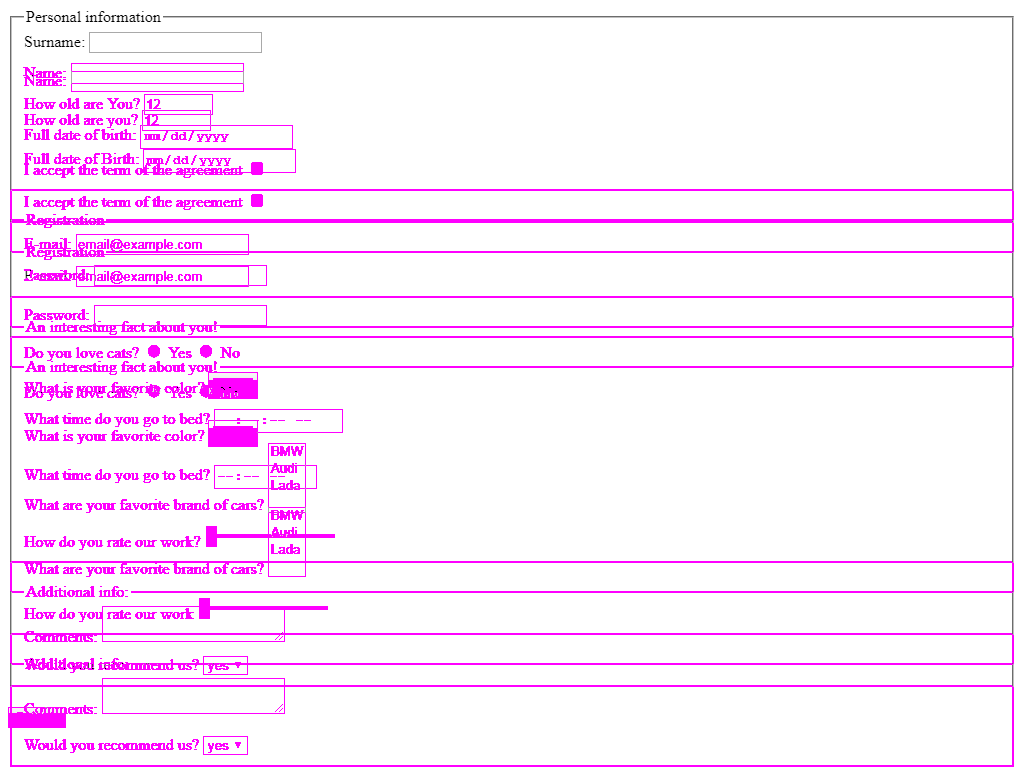 Personal information
Surname:
Name:
Name:
How old are You? 12
How old are you? 12
Full date of birth: mm/dd/yyyy
Full date of Birth: mm/dd/yyyy
I accept the term of the agreement
I accept the term of the agreement
Registration
E-mail: email@example.com
Registration
Password:
E-mail: email@example.com
Password:
An interesting fact about you!
Do you love cats? Yes No
An interesting fact about you!
What is your favorite color?
Do you love cats? Yes
What time do you go to bed? --:--:-- --
What is your favorite color?
BMW
Audi
What time do you go to bed? --:-- --
Lada
What are your favorite brand of cars?
BMW
Audi
How do you rate our work?
Lada
What are your favorite brand of cars?
Additional info:
How do you rate our work
Comments:
Would you recommend us? yes
Additional info:
Comments:
Would you recommend us? yes